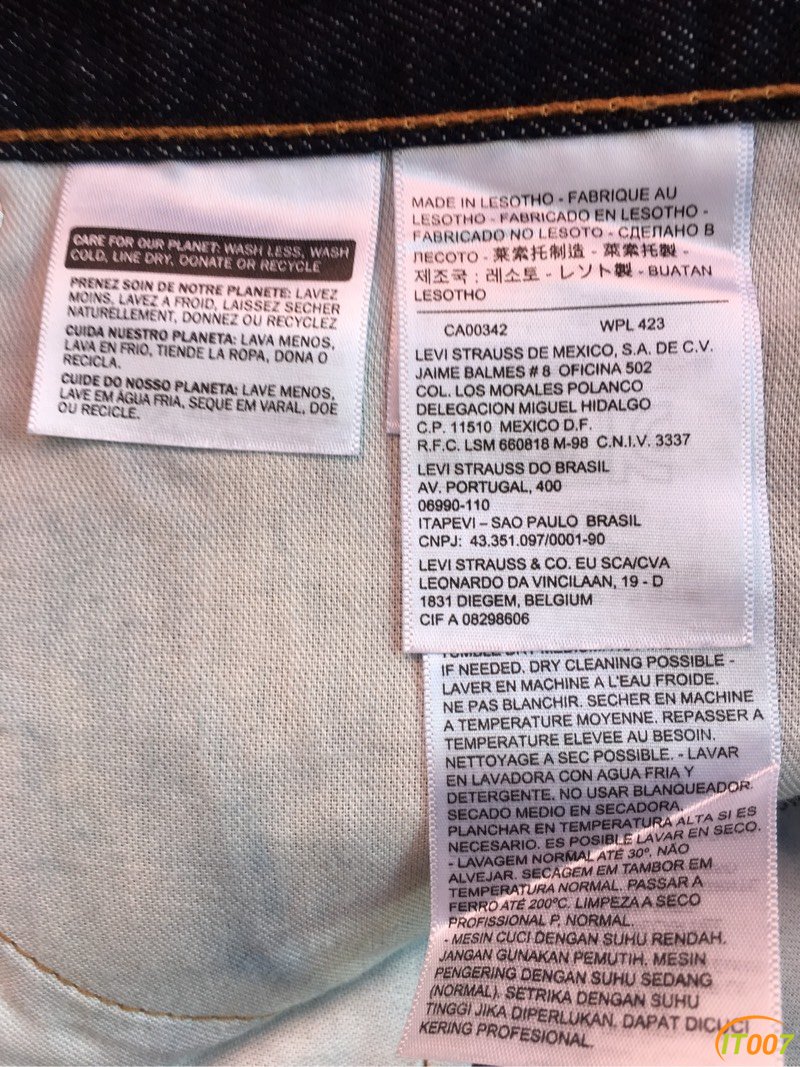 CARE FOR OUR PLANET: WASH LESS, WASH
COLD, LINE DRY, DONATE OR RECYCLE
PRENEZ SOIN DE NOTRE PLANETE: LAVEZ
MOINS, LAVEZ A FROID, LAISSEZ SECHER
NATURELLEMENT, DONNEZ OU RECYCLEZ
CUIDA NUESTRO PLANETA: LAVA MENOS,
LAVA EN FRIO, TIENDE LA ROPA, DONA O
RECICLA.
CUIDE DO NOSSO PLANETA: LAVE MENOS,
LAVE EM ÁGUA FRIA, SEQUE EM VARAL, DOE
OU RECICLE.
MADE IN LESOTHO - FABRIQUE AU
LESOTHO - FABRICADO EN LESOTHO -
FABRICADO NO LESOTO - СДЕЛАНО В
ЛЕСОТО - 莱索托制造 - 萊索托製 -
제조국 : 레소토 - レソト製 - BUATAN
LESOTHO
CA00342 WPL 423
LEVI STRAUSS DE MEXICO, S.A. DE C.V.
JAIME BALMES # 8 OFICINA 502
COL. LOS MORALES POLANCO
DELEGACION MIGUEL HIDALGO
C.P. 11510 MEXICO D.F.
R.F.C. LSM 660818 M-98 C.N.I.V. 3337
LEVI STRAUSS DO BRASIL
AV. PORTUGAL, 400
06990-110
ITAPEVI – SAO PAULO BRASIL
CNPJ: 43.351.097/0001-90
LEVI STRAUSS & CO. EU SCA/CVA
LEONARDO DA VINCILAAN, 19 - D
1831 DIEGEM, BELGIUM
CIF A 08298606
IF NEEDED. DRY CLEANING POSSIBLE -
LAVER EN MACHINE A L'EAU FROIDE.
NE PAS BLANCHIR. SECHER EN MACHINE
A TEMPERATURE MOYENNE. REPASSER A
TEMPERATURE ELEVEE AU BESOIN.
NETTOYAGE A SEC POSSIBLE. - LAVAR
EN LAVADORA CON AGUA FRIA Y
DETERGENTE. NO USAR BLANQUEADOR.
SECADO MEDIO EN SECADORA.
PLANCHAR EN TEMPERATURA ALTA SI ES
NECESARIO. ES POSIBLE LAVAR EN SECO.
- LAVAGEM NORMAL ATÉ 30º. NÃO
ALVEJAR. SECAGEM EM TAMBOR EM
TEMPERATURA NORMAL. PASSAR A
FERRO ATÉ 200ºC. LIMPEZA A SECO
PROFISSIONAL P, NORMAL.
- MESIN CUCI DENGAN SUHU RENDAH.
JANGAN GUNAKAN PEMUTIH. MESIN
PENGERING DENGAN SUHU SEDANG
(NORMAL). SETRIKA DENGAN SUHU
TINGGI JIKA DIPERLUKAN. DAPAT DICUCI
KERING PROFESIONAL.
IT007